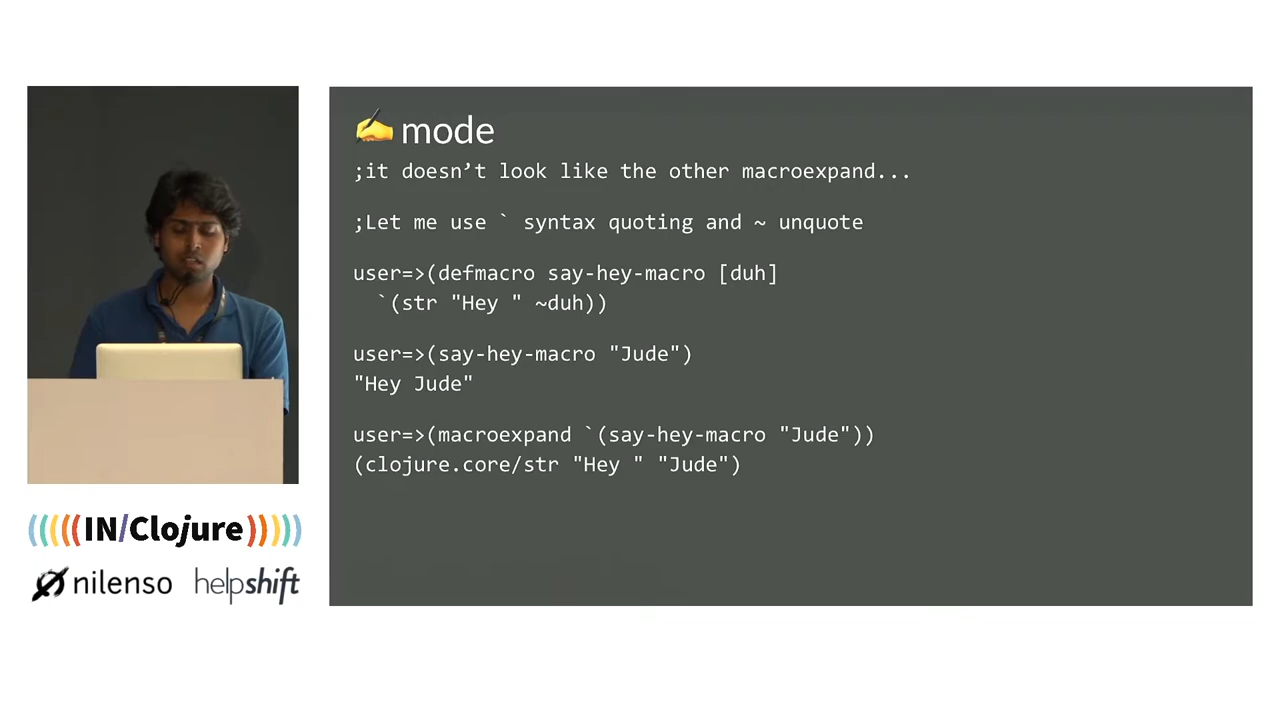 ✍mode
;it doesn’t look like the other macroexpand...
;Let me use ` syntax quoting and ~ unquote
user=>(defmacro say-hey-macro [duh]
  `(str "Hey " ~duh))
user=>(say-hey-macro "Jude")
"Hey Jude"
user=>(macroexpand `(say-hey-macro "Jude"))
(clojure.core/str "Hey " "Jude")
(((((IN/Clojure)))))
nilenso helpshift